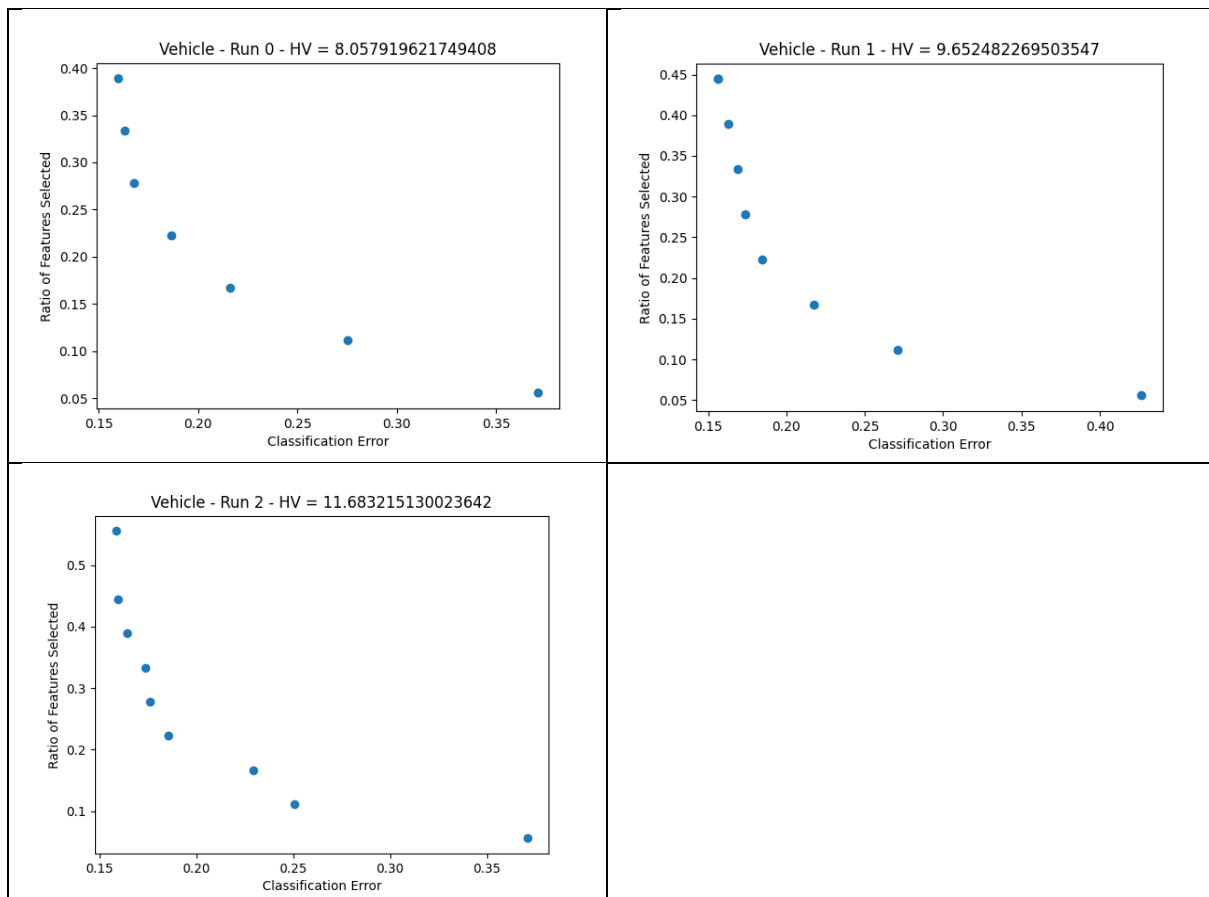 Vehicle - Run 0 - HV = 8.057919621749408
0.40
0.35
0.30
0.25
0.20
0.15
0.10
0.05
Ratio of Features Selected
0.15 0.20 0.25 0.30 0.35
Classification Error
Vehicle - Run 1 - HV = 9.652482269503547
0.45
0.40
0.35
0.30
0.25
0.20
0.15
0.10
0.05
Ratio of Features Selected
0.15 0.20 0.25 0.30 0.35 0.40
Classification Error
Vehicle - Run 2 - HV = 11.683215130023642
0.5
0.4
0.3
0.2
0.1
Ratio of Features Selected
0.15 0.20 0.25 0.30 0.35
Classification Error